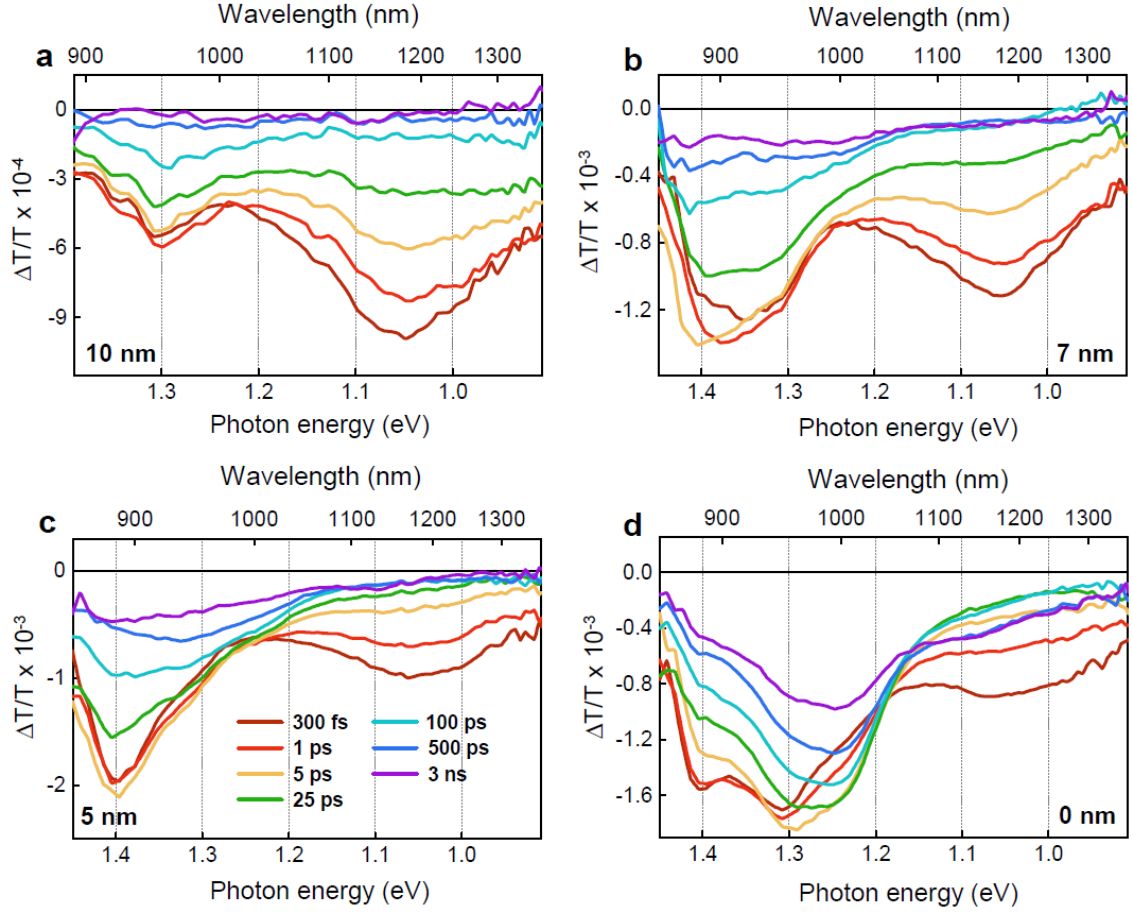 Wavelength (nm)
a
900 1000 1100 1200 1300
0
-3
-6
-9
ΔT/T x 10-4
10 nm
1.3 1.2 1.1 1.0
Photon energy (eV)
Wavelength (nm)
b
900 1000 1100 1200 1300
0.0
-0.4
-0.8
-1.2
ΔT/T x 10-3
7 nm
1.4 1.3 1.2 1.1 1.0
Photon energy (eV)
Wavelength (nm)
c
900 1000 1100 1200 1300
0
-1
-2
ΔT/T x 10-3
300 fs 100 ps
1 ps 500 ps
5 ps 3 ns
25 ps
5 nm
1.4 1.3 1.2 1.1 1.0
Photon energy (eV)
Wavelength (nm)
d
900 1000 1100 1200 1300
0.0
-0.4
-0.8
-1.2
-1.6
ΔT/T x 10-3
0 nm
1.4 1.3 1.2 1.1 1.0
Photon energy (eV)